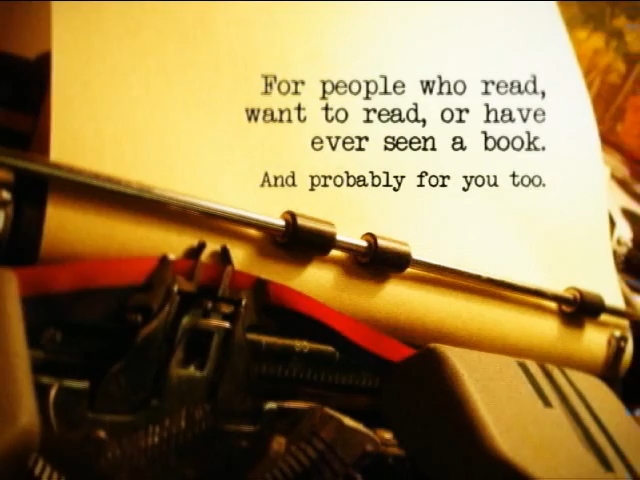 For people who read,
want to read, or have
ever seen a book.
And probably for you too.